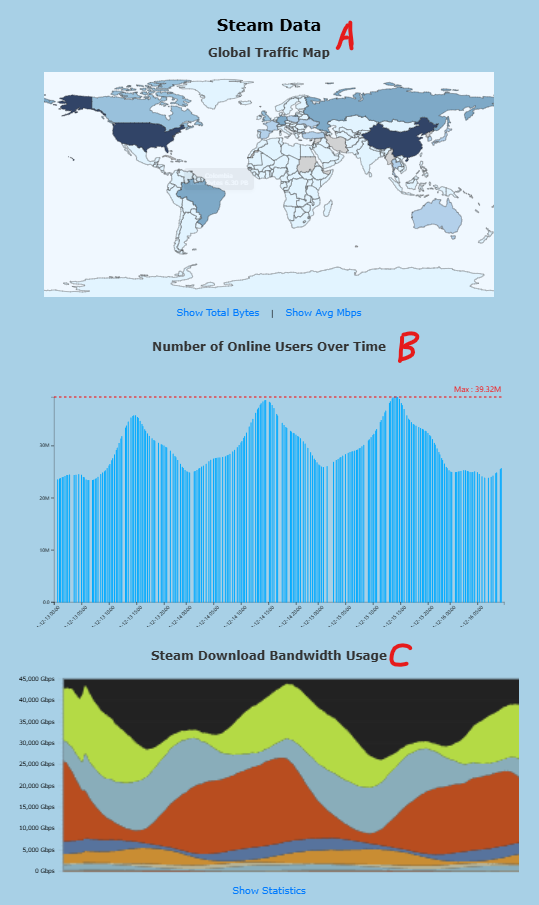 Steam Data
A
Global Traffic Map
Show Total Bytes | Show Avg Mbps
Number of Online Users Over Time
B
Max : 39.32M
30M
20M
10M
0.0
Steam Download Bandwidth Usage
C
45,000 Gbps
40,000 Gbps
35,000 Gbps
30,000 Gbps
25,000 Gbps
20,000 Gbps
15,000 Gbps
10,000 Gbps
5,000 Gbps
0 Gbps
Show Statistics